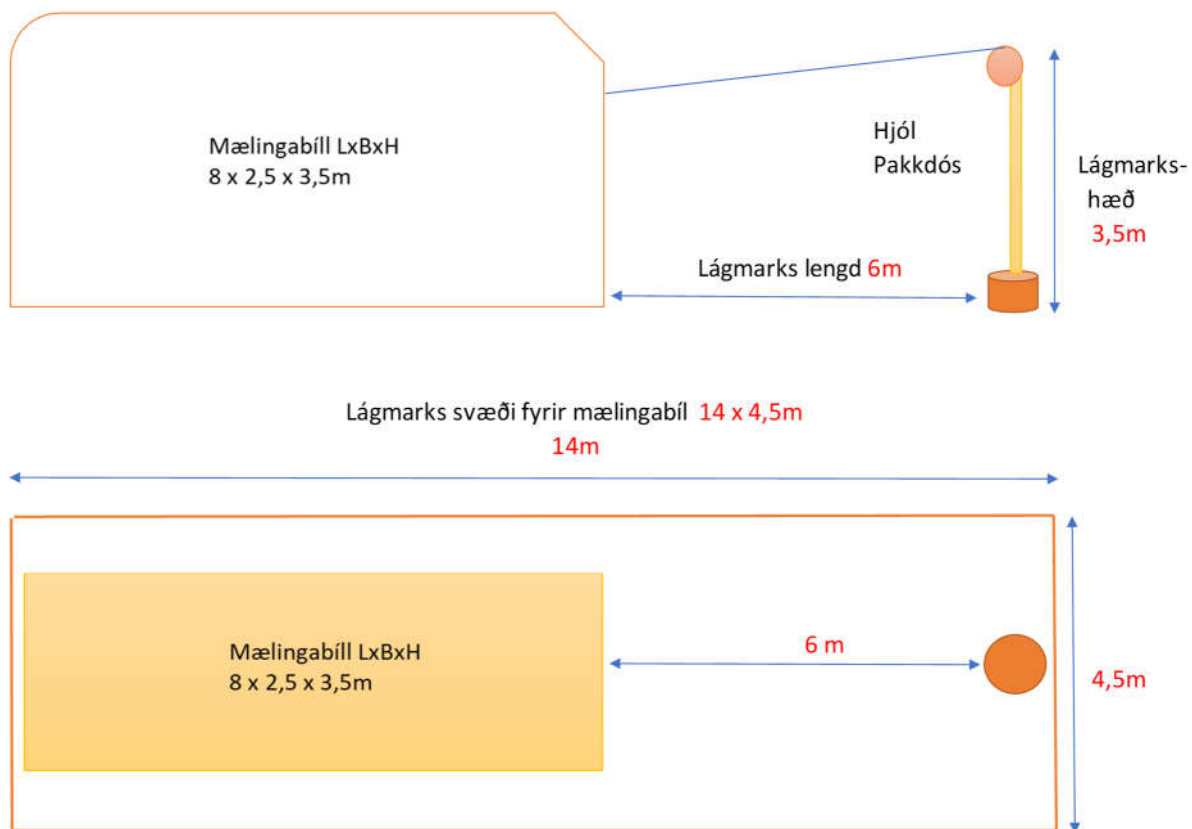 Mælingabíll LxBxH
8 x 2,5 x 3,5m
Hjól
Pakkdós
Lágmarks-
hæð
3,5m
Lágmarks lengd 6m
Lágmarks svæði fyrir mælingabíl 14 x 4,5m
14m
Mælingabíll LxBxH
8 x 2,5 x 3,5m
6 m
4,5m